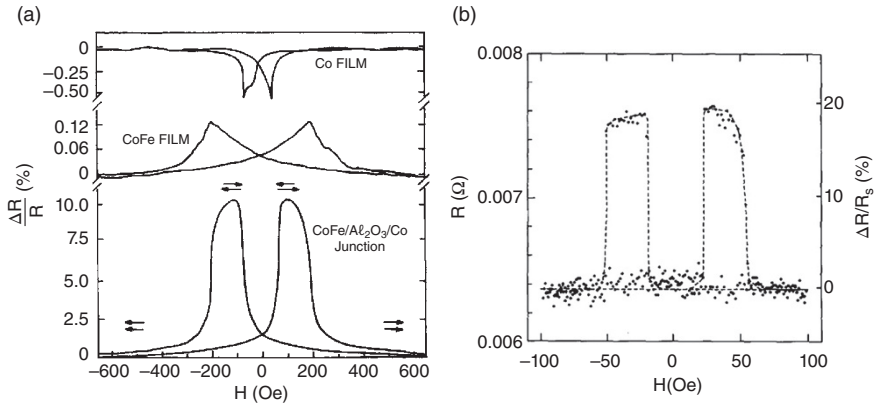 (a)
0
−0.25
−0.50
Co FILM
0.12
0.06
0
CoFe FILM
ΔR/R (%)
10.0
7.5
2.5
0
CoFe/Aℓ₂O₃/Co
Junction
−600 −400 −200 0 200 400 600
H (Oe)
(b)
0.008
0.007
0.006
R (Ω)
20
10
0
ΔR/Rₛ (%)
−100 −50 0 50 100
H(Oe)